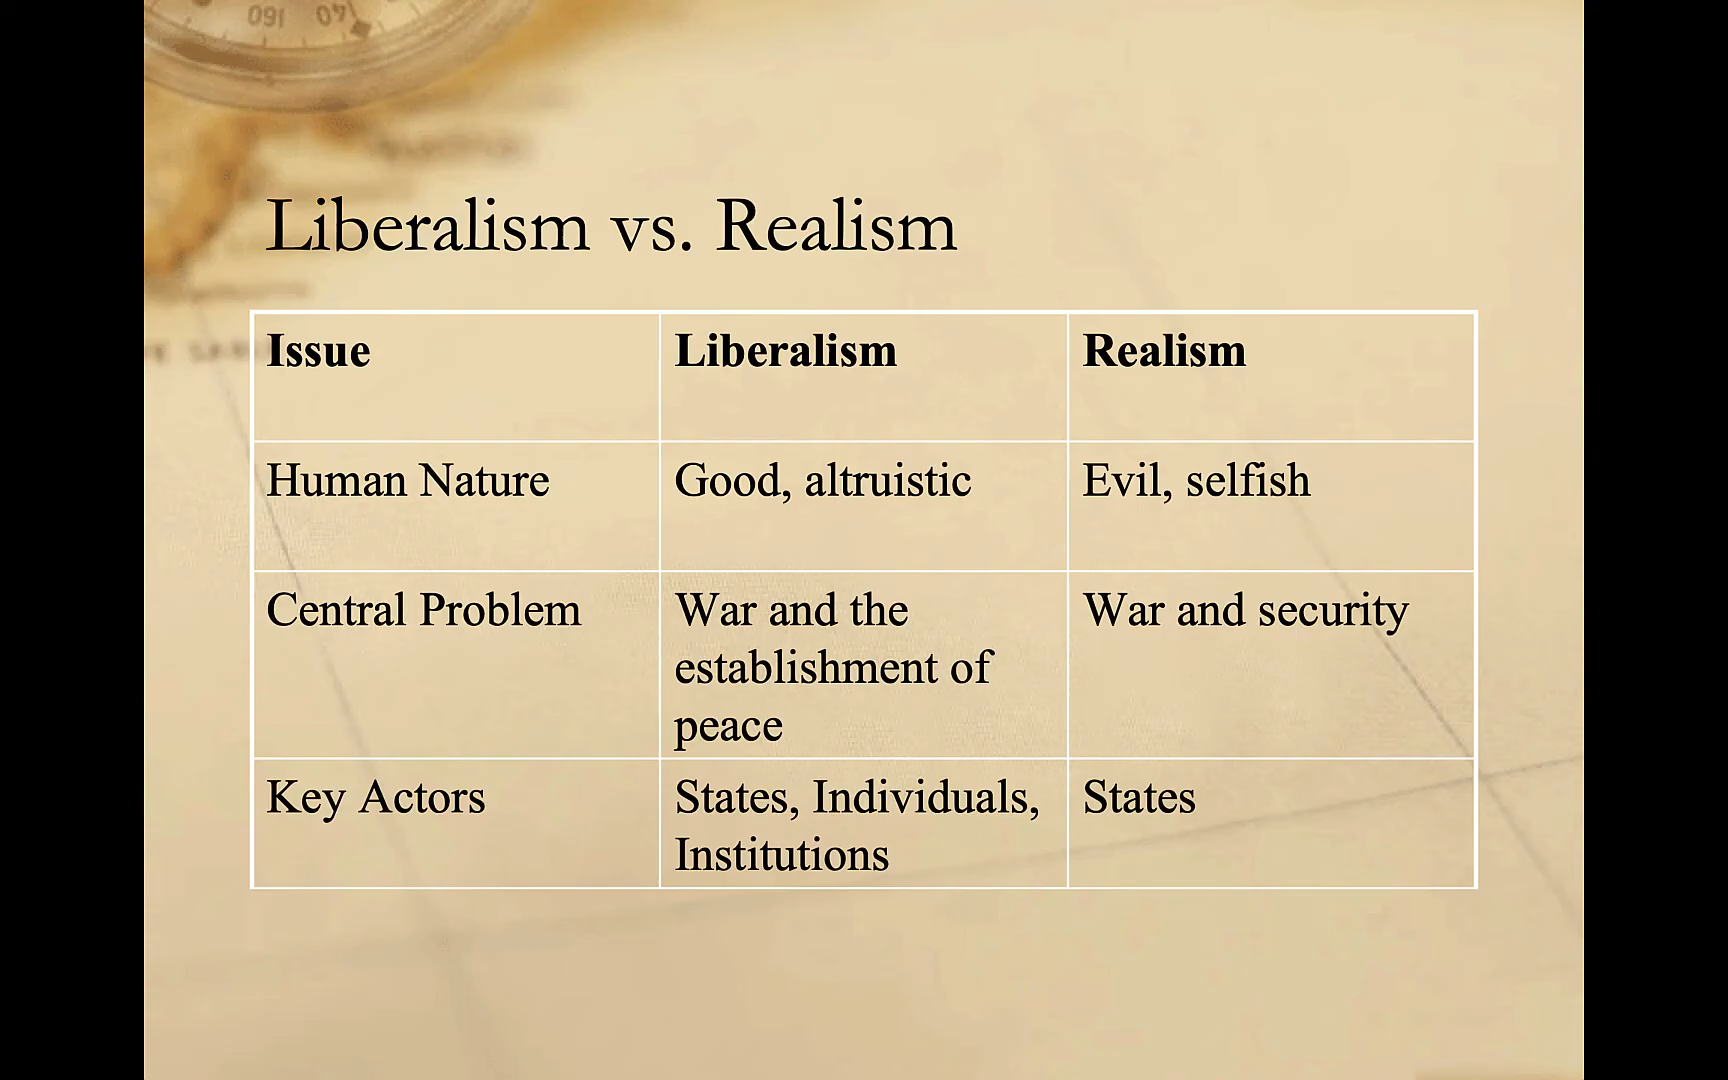 Liberalism vs. Realism
Issue
Liberalism
Realism
Human Nature
Good, altruistic
Evil, selfish
Central Problem
War and the
establishment of
peace
War and security
Key Actors
States, Individuals,
Institutions
States